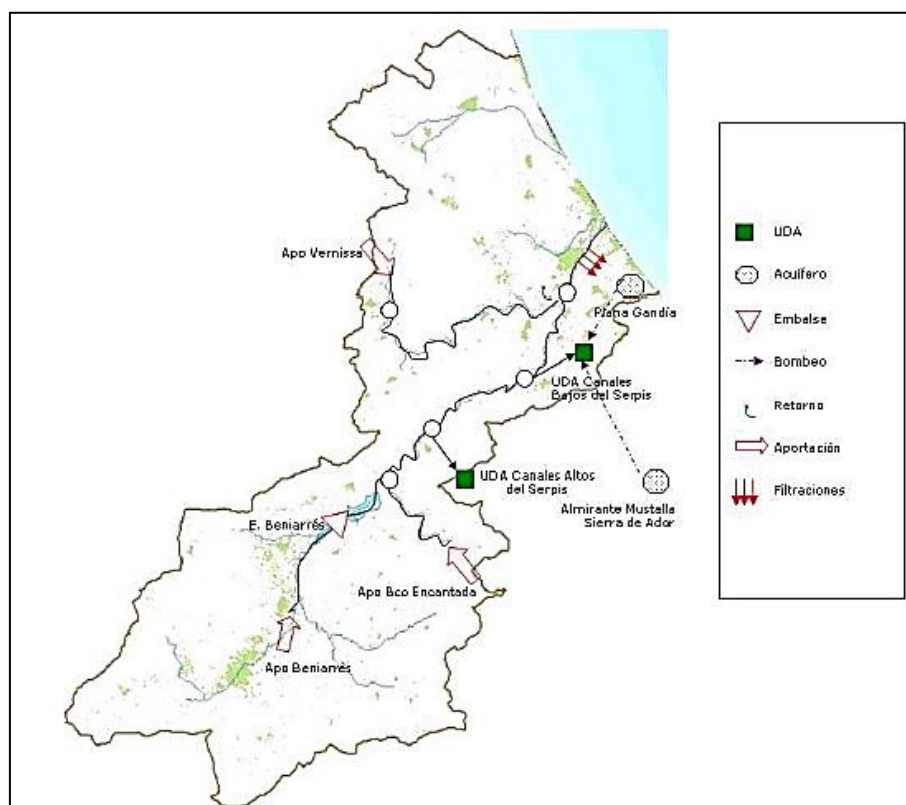 Apo Vernissa
Plana Gandía
UDA Canales
Bajos del Serpis
UDA Canales Altos
del Serpis
Almirante Mustalla
Sierra de Ador
E. Beniarrés
Apo Bco Encantada
Apo Beniarrés
UDA
Acuífero
Embalse
Bombeo
Retorno
Aportación
Filtraciones